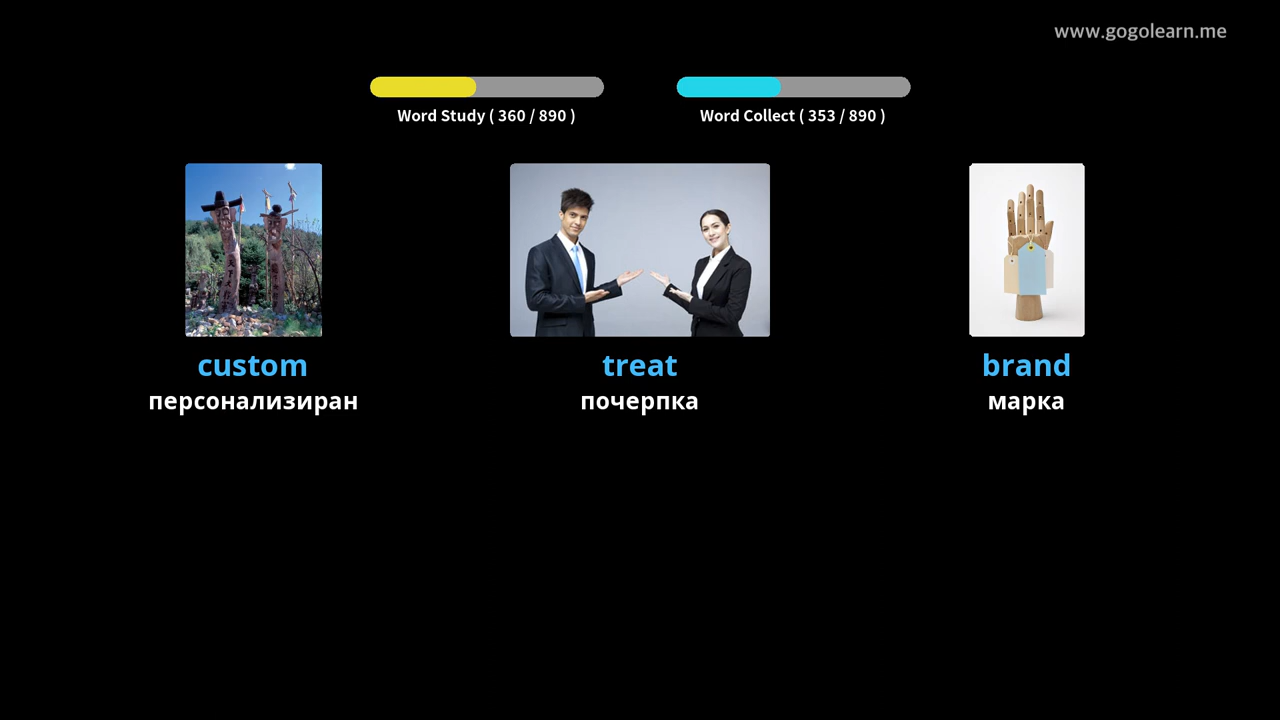 www.gogolearn.me
Word Study ( 360 / 890 )
Word Collect ( 353 / 890 )
custom
treat
brand
персонализиран
почерпка
марка